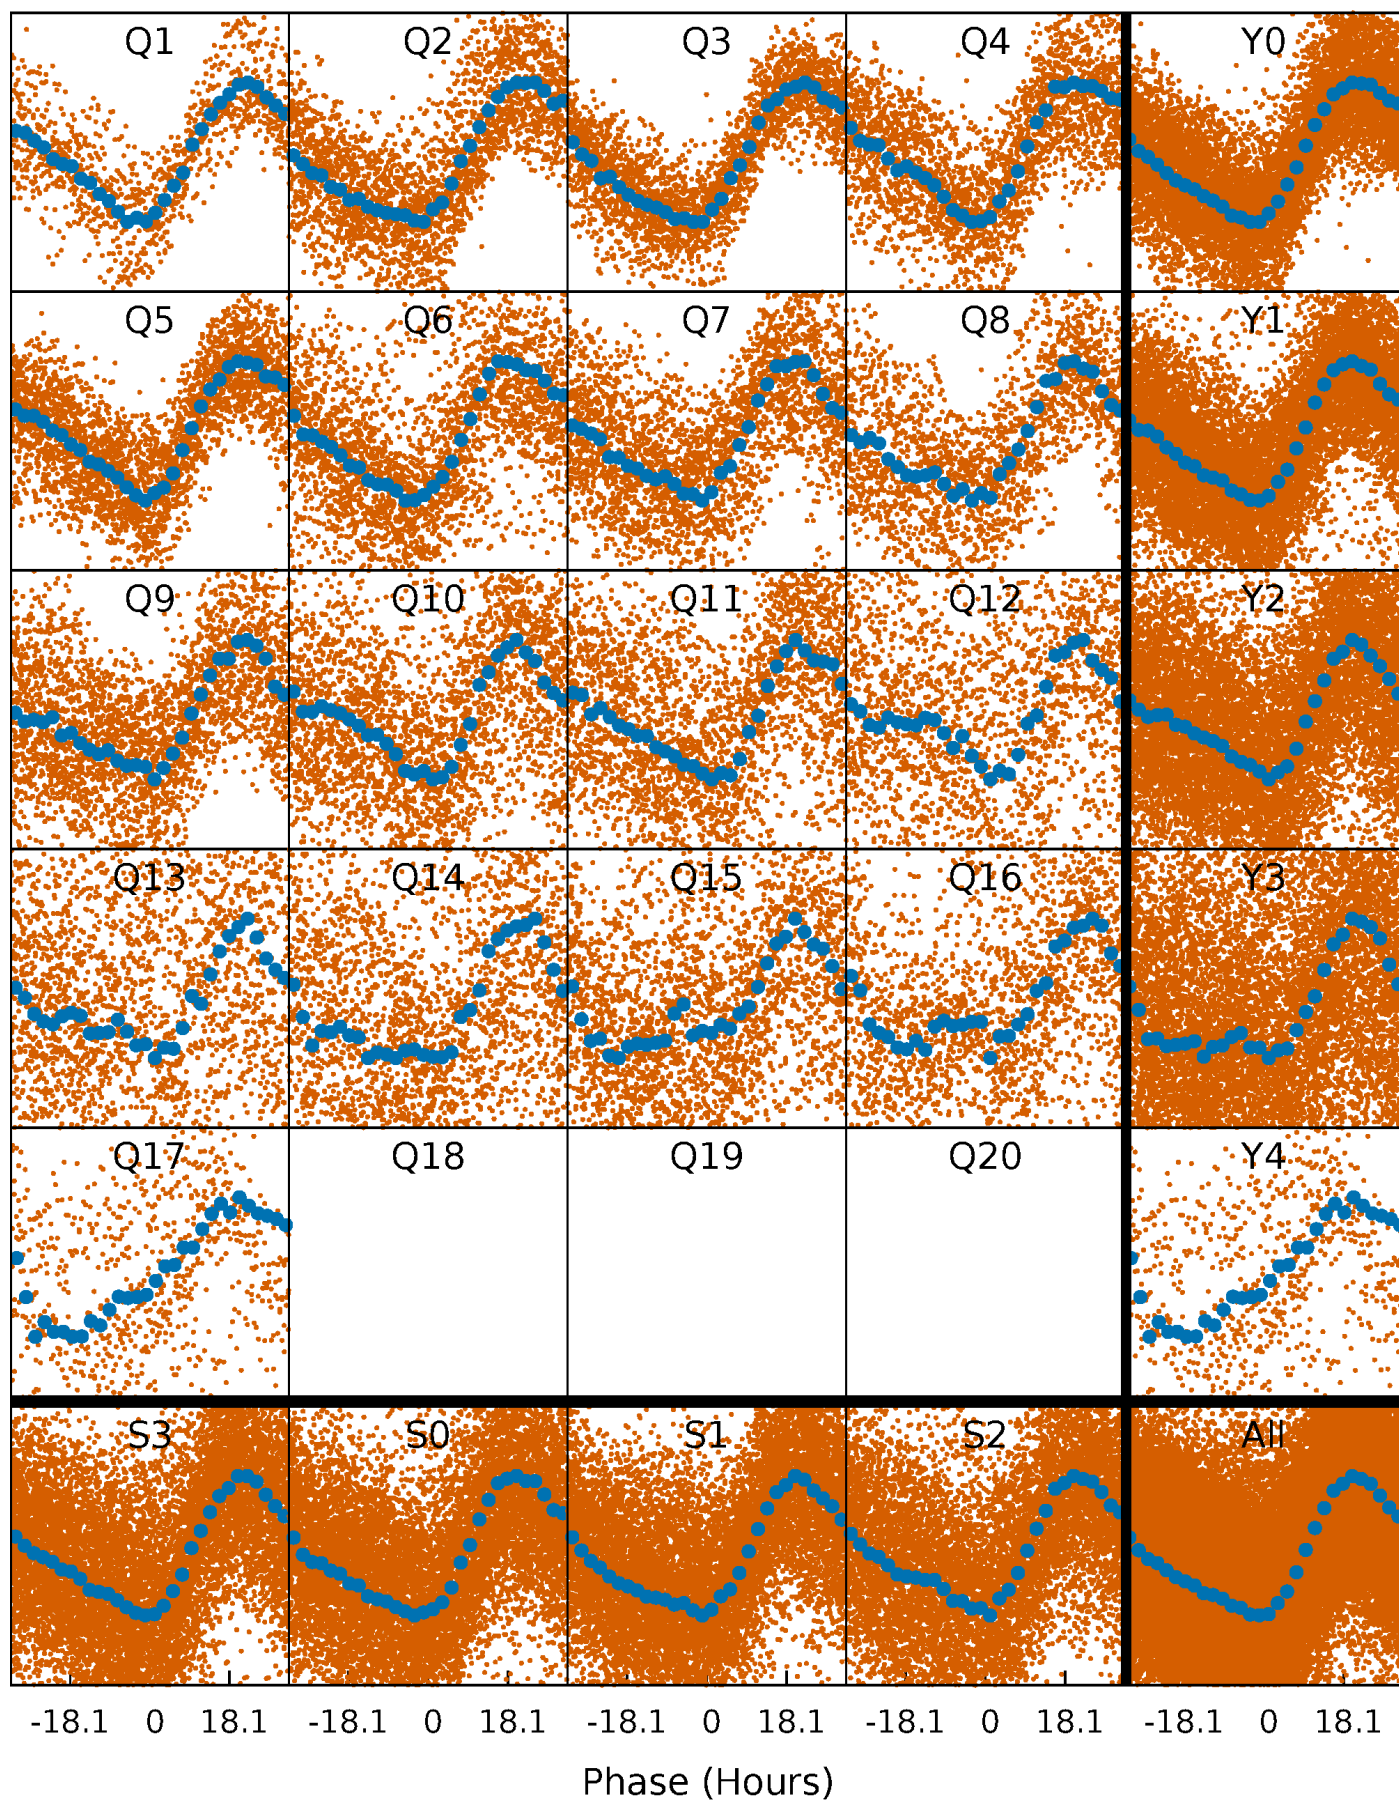 Q1 Q2 Q3 Q4 Y0
Q5 Q6 Q7 Q8 Y1
Q9 Q10 Q11 Q12 Y2
Q13 Q14 Q15 Q16 Y3
Q17 Q18 Q19 Q20 Y4
S3 S0 S1 S2 All
-18.1 0 18.1 -18.1 0 18.1 -18.1 0 18.1 -18.1 0 18.1 -18.1 0 18.1
Phase (Hours)